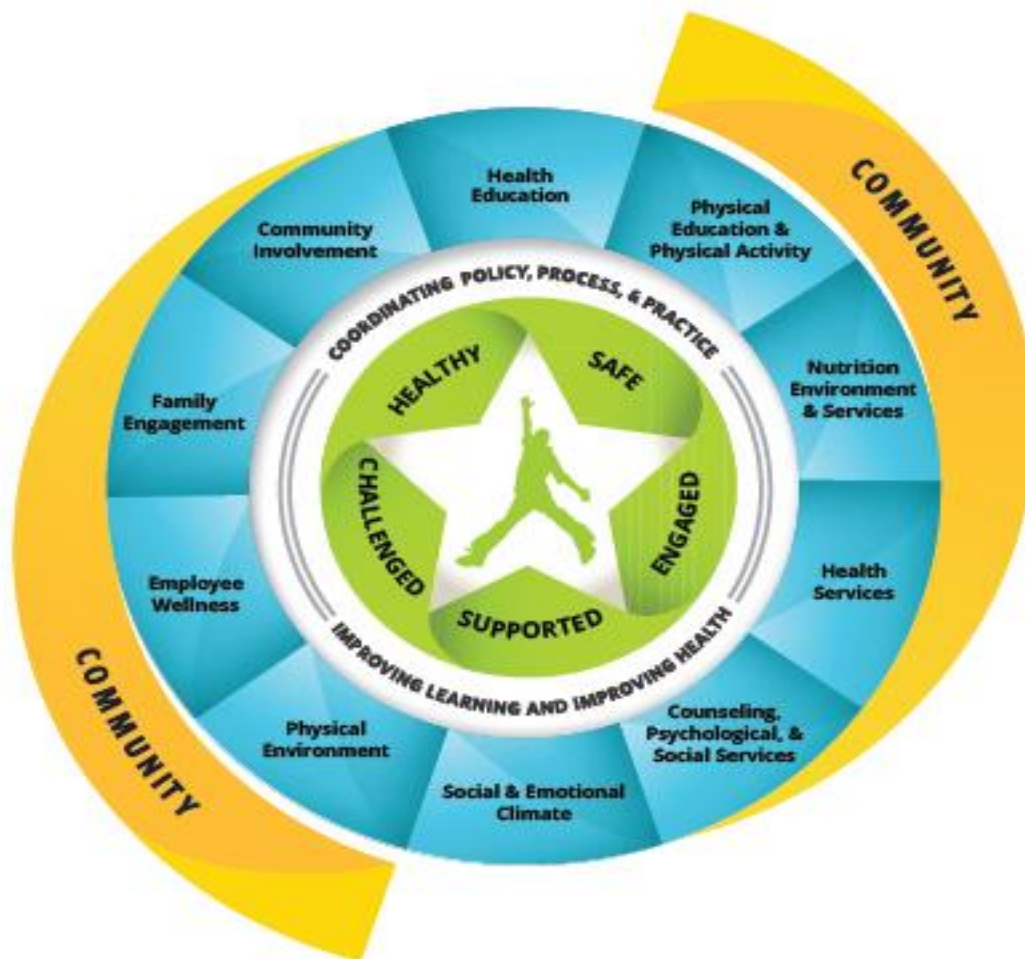 COMMUNITY
Health
Education
Physical
Education &
Physical Activity
Nutrition
Environment
& Services
Health
Services
Counseling,
Psychological, &
Social Services
Social & Emotional
Climate
Physical
Environment
Employee
Wellness
Family
Engagement
Community
Involvement
COORDINATING POLICY, PROCESS, & PRACTICE
IMPROVING LEARNING AND IMPROVING HEALTH
HEALTHY
SAFE
ENGAGED
SUPPORTED
CHALLENGED
COMMUNITY